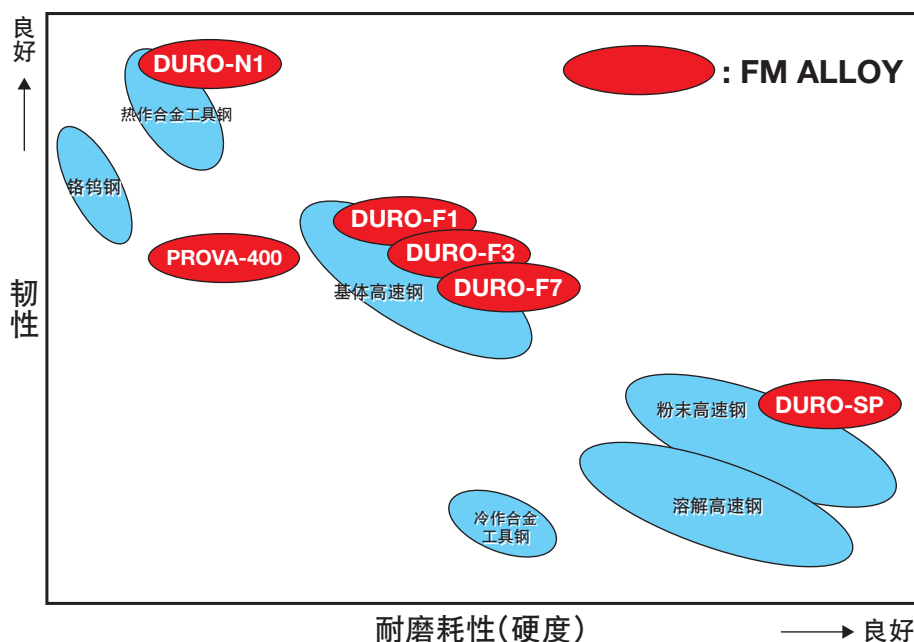 良好
DURO-N1
: FM ALLOY
热作合金工具钢
铬钨钢
DURO-F1
DURO-F3
PROVA-400
DURO-F7
基体高速钢
韧性
DURO-SP
粉末高速钢
溶解高速钢
冷作合金
工具钢
耐磨耗性(硬度)
良好